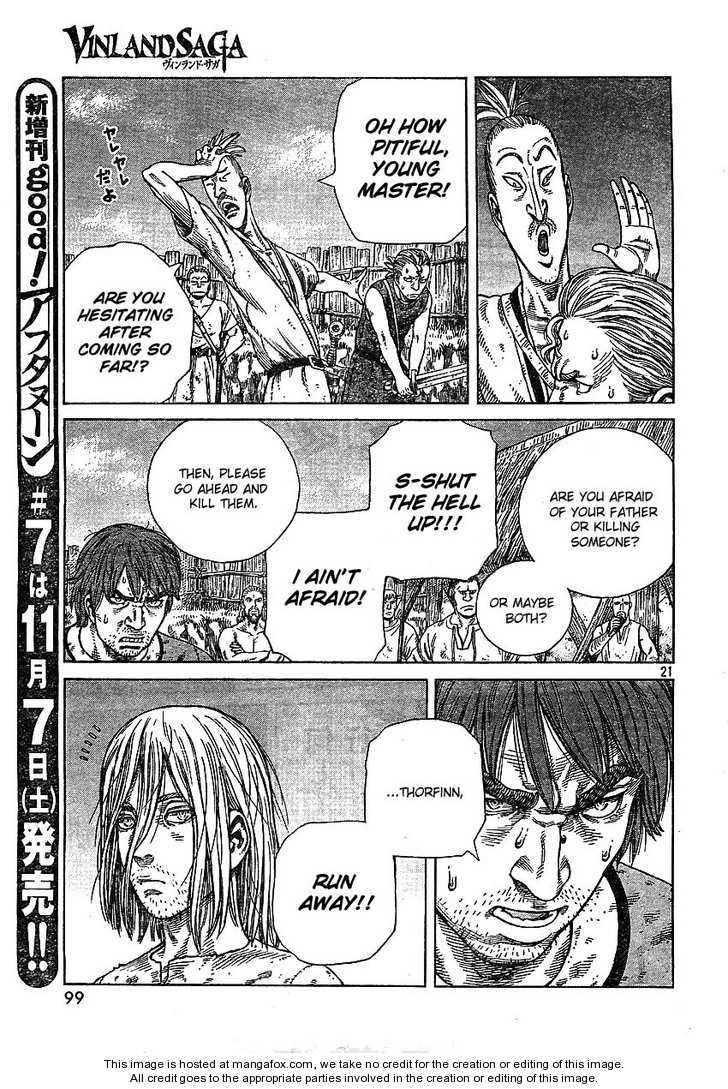 VINLAND SAGA
ヴィンランド・サガ
新増刊good!アフタヌーン#7は11月7日(土)発売!!
ARE YOU AFRAID
OF YOUR FATHER
OR KILLING
SOMEONE?
OR MAYBE
BOTH?
OH HOW
PITIFUL,
YOUNG
MASTER!
ヤレヤレ
だよ
ARE YOU
HESITATING
AFTER
COMING SO
FAR!?
S-SHUT
THE HELL
UP!!!
I AIN'T
AFRAID!
THEN, PLEASE
GO AHEAD AND
KILL THEM.
21
...THORFINN,
RUN
AWAY!!
99
This image is hosted at mangafox.com, we take no credit for the creation or editing of this image.
All credit goes to the appropriate parties involved in the creation and editing of this image.